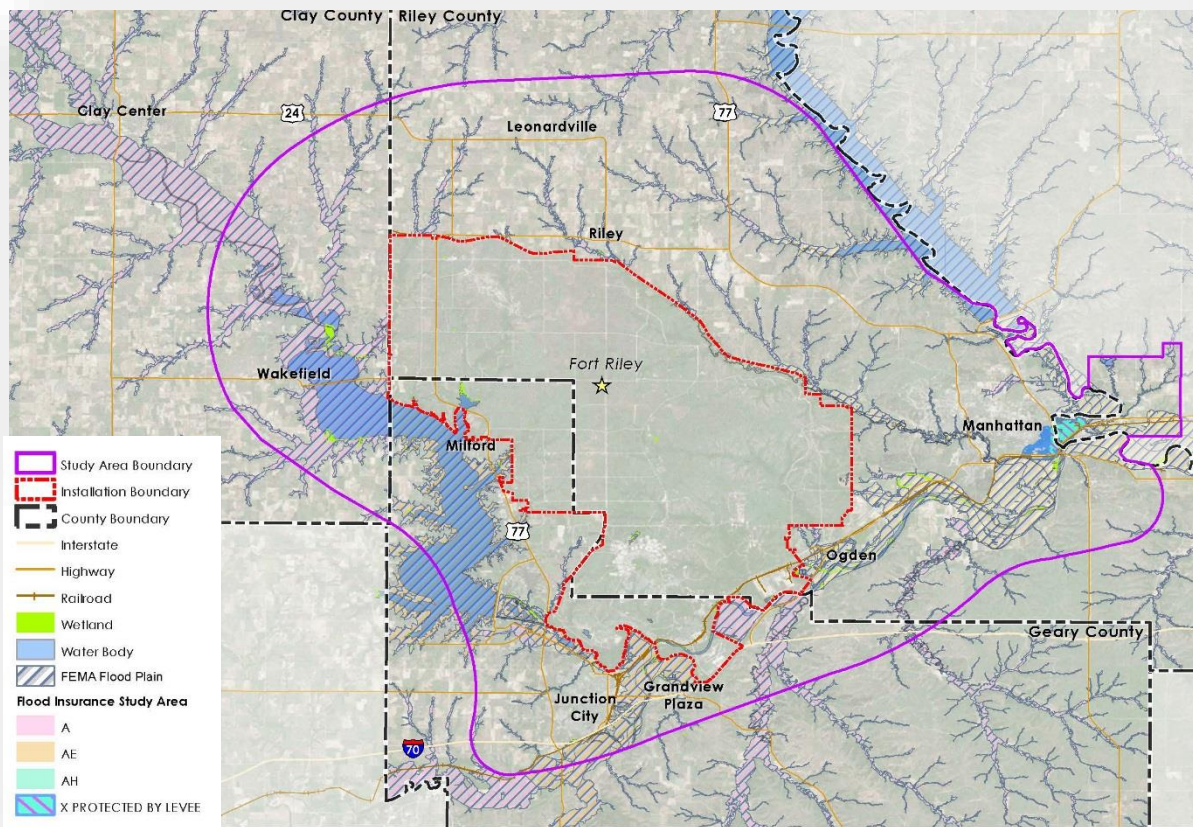 Clay County
Riley County
Clay Center
24
77
Leonardville
Riley
Fort Riley
Wakefield
Manhattan
Milford
77
Ogden
Geary County
Junction
City
Grandview
Plaza
70
Study Area Boundary
Installation Boundary
County Boundary
Interstate
Highway
Railroad
Wetland
Water Body
FEMA Flood Plain
Flood Insurance Study Area
A
AE
AH
X PROTECTED BY LEVEE